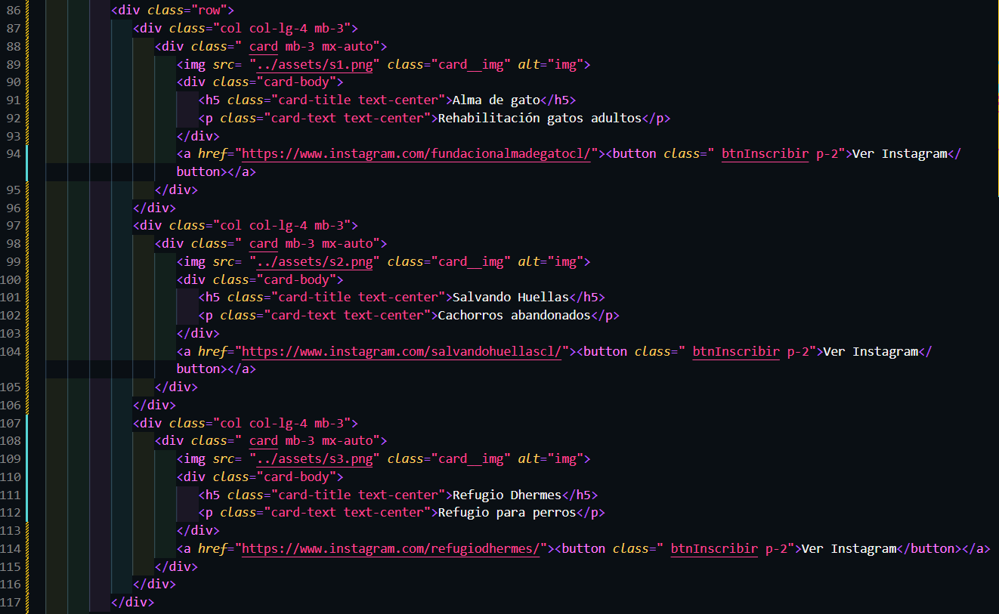 86 <div class="row">
87 <div class="col col-lg-4 mb-3">
88 <div class=" card mb-3 mx-auto">
89 <img src= "../assets/s1.png" class="card__img" alt="img">
90 <div class="card-body">
91 <h5 class="card-title text-center">Alma de gato</h5>
92 <p class="card-text text-center">Rehabilitación gatos adultos</p>
93 </div>
94 <a href="https://www.instagram.com/fundacionalmadegatocl/"><button class=" btnInscribir p-2">Ver Instagram</
button></a>
95 </div>
96 </div>
97 <div class="col col-lg-4 mb-3">
98 <div class=" card mb-3 mx-auto">
99 <img src= "../assets/s2.png" class="card__img" alt="img">
100 <div class="card-body">
101 <h5 class="card-title text-center">Salvando Huellas</h5>
102 <p class="card-text text-center">Cachorros abandonados</p>
103 </div>
104 <a href="https://www.instagram.com/salvandohuellascl/"><button class=" btnInscribir p-2">Ver Instagram</
button></a>
105 </div>
106 </div>
107 <div class="col col-lg-4 mb-3">
108 <div class=" card mb-3 mx-auto">
109 <img src= "../assets/s3.png" class="card__img" alt="img">
110 <div class="card-body">
111 <h5 class="card-title text-center">Refugio Dhermes</h5>
112 <p class="card-text text-center">Refugio para perros</p>
113 </div>
114 <a href="https://www.instagram.com/refugiodhermes/"><button class=" btnInscribir p-2">Ver Instagram</button></a>
115 </div>
116 </div>
117 </div>